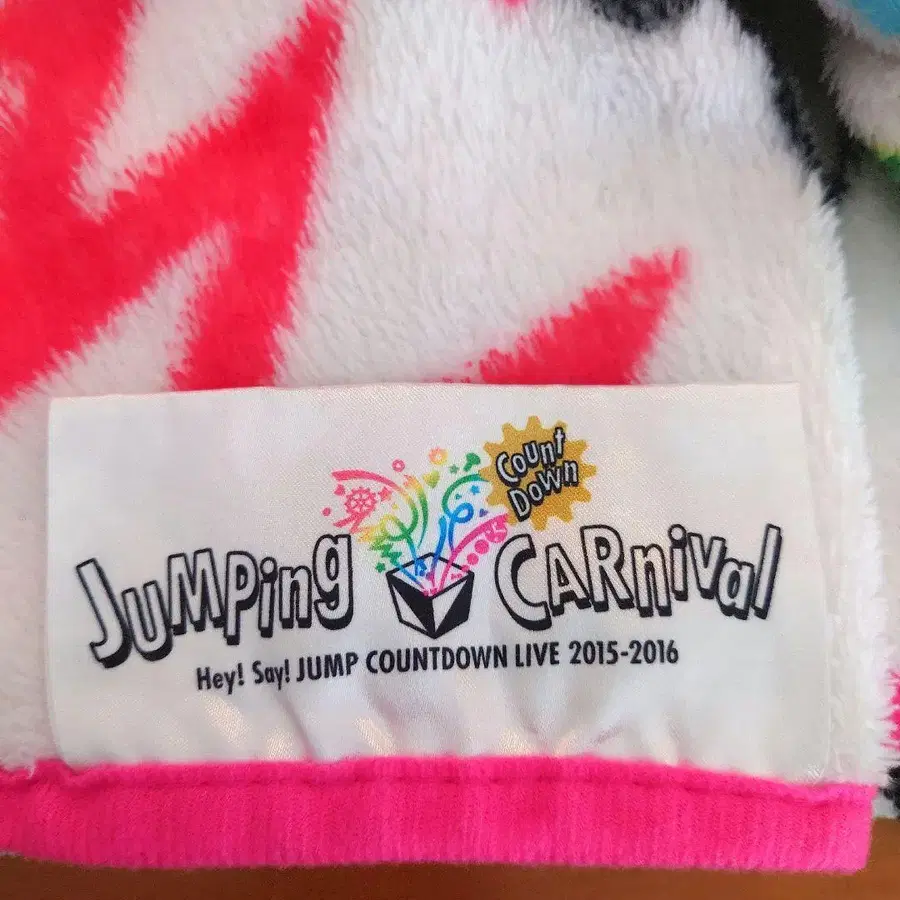 Count
Down
JUMPing CARnival
Hey! Say! JUMP COUNTDOWN LIVE 2015-2016